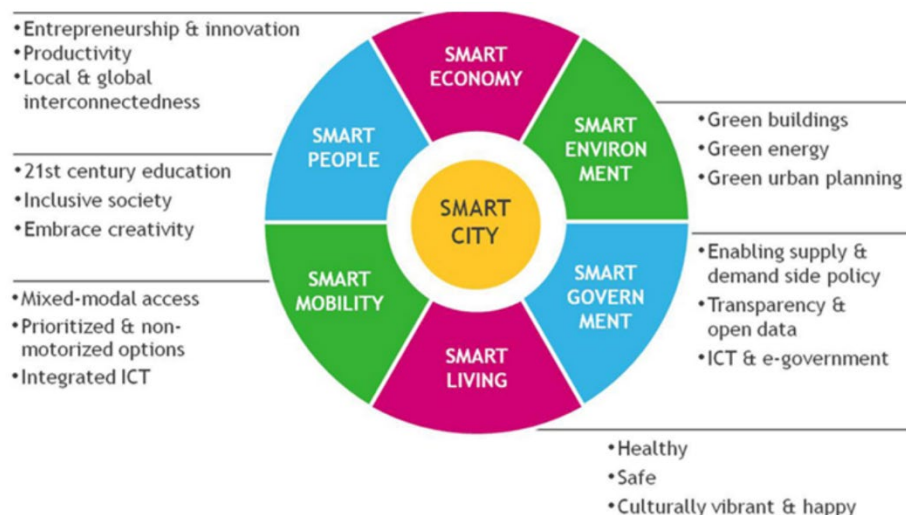 • Entrepreneurship & innovation
• Productivity
• Local & global
interconnectedness
SMART
ECONOMY
SMART
ENVIRON
MENT
• Green buildings
• Green energy
• Green urban planning
SMART
PEOPLE
• 21st century education
• Inclusive society
• Embrace creativity
SMART
CITY
SMART
MOBILITY
• Mixed-modal access
• Prioritized & non-
motorized options
• Integrated ICT
SMART
GOVERN
MENT
• Enabling supply &
demand side policy
• Transparency &
open data
• ICT & e-government
SMART
LIVING
• Healthy
• Safe
• Culturally vibrant & happy